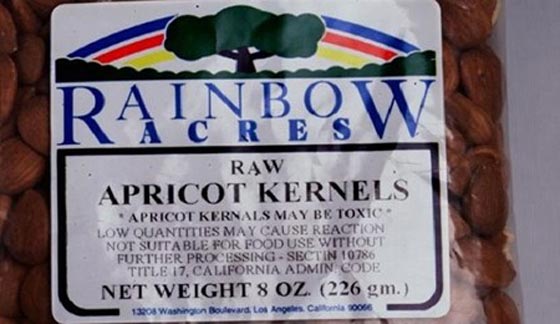 RAINBOW
ACRES
RAW
APRICOT KERNELS
* APRICOT KERNALS MAY BE TOXIC *
LOW QUANTITIES MAY CAUSE REACTION
NOT SUITABLE FOR FOOD USE WITHOUT
FURTHER PROCESSING - SECTIN 10786
TITLE 17, CALIFORNIA ADMIN. CODE
NET WEIGHT 8 OZ. (226 gm.)
13208 Washington Boulevard, Los Angeles, California 90066